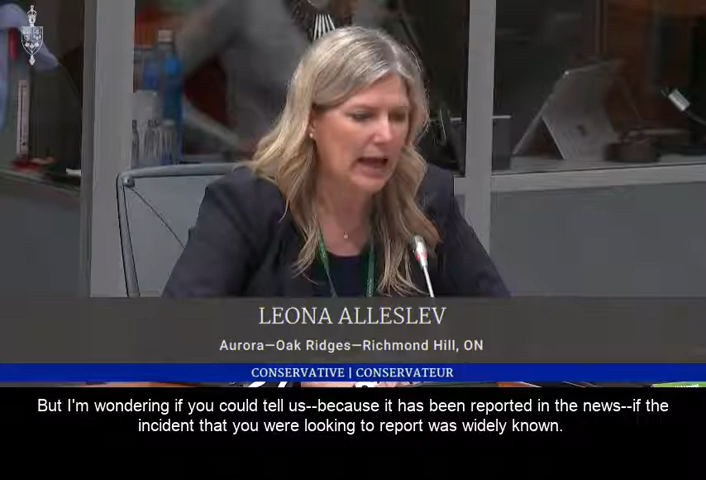 LEONA ALLESLEV
Aurora—Oak Ridges—Richmond Hill, ON
CONSERVATIVE | CONSERVATEUR
But I'm wondering if you could tell us--because it has been reported in the news--if the
incident that you were looking to report was widely known.